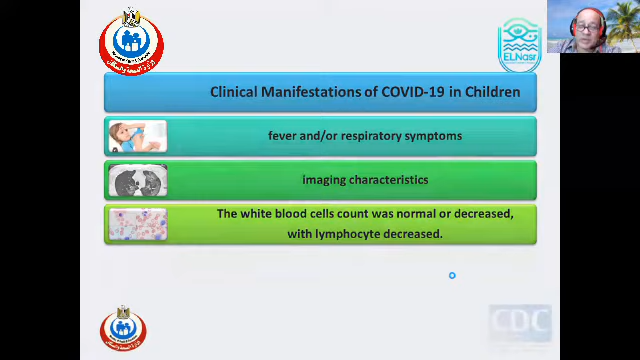 ELNasr
Clinical Manifestations of COVID-19 in Children
fever and/or respiratory symptoms
imaging characteristics
The white blood cells count was normal or decreased,
with lymphocyte decreased.
CDC